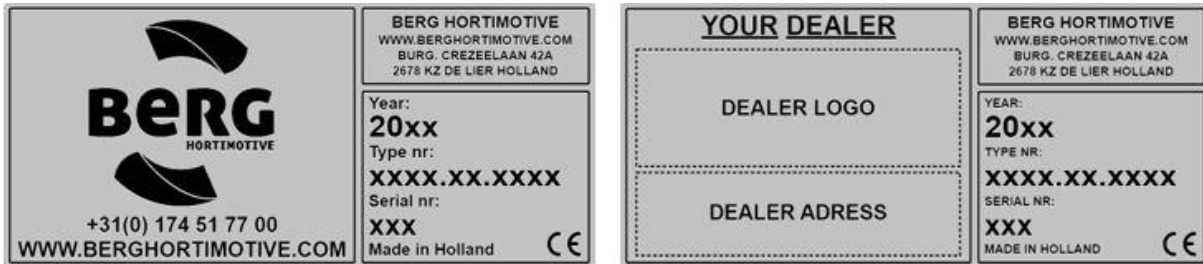 BERG
HORTIMOTIVE
+31(0) 174 51 77 00
WWW.BERGHORTIMOTIVE.COM
BERG HORTIMOTIVE
WWW.BERGHORTIMOTIVE.COM
BURG. CREZEELAAN 42A
2678 KZ DE LIER HOLLAND
Year:
20xx
Type nr:
xxxx.xx.xxxx
Serial nr:
xxx
Made in Holland CE
YOUR DEALER
DEALER LOGO
DEALER ADRESS
BERG HORTIMOTIVE
WWW.BERGHORTIMOTIVE.COM
BURG. CREZEELAAN 42A
2678 KZ DE LIER HOLLAND
YEAR:
20xx
TYPE NR:
xxxx.xx.xxxx
SERIAL NR:
xxx
MADE IN HOLLAND CE